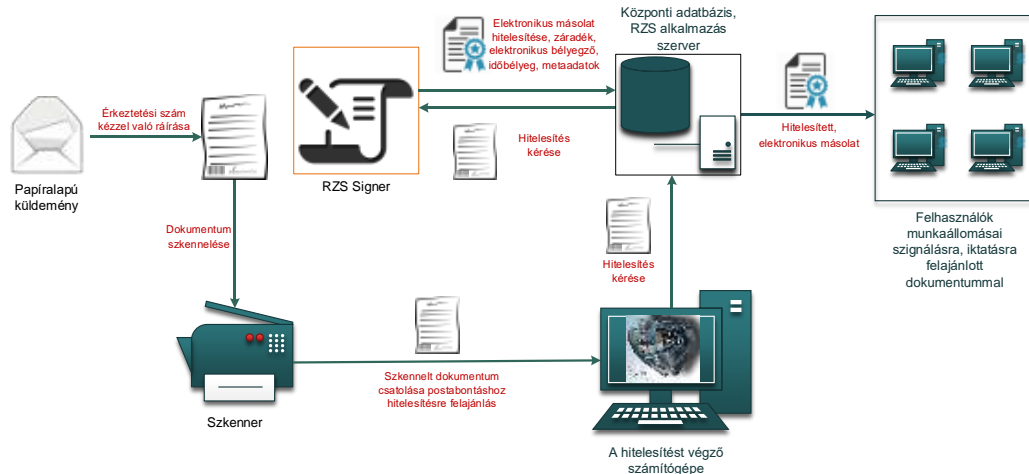 Elektronikus másolat
hitelesítése, záradék,
elektronikus bélyegző,
időbélyeg, metaadatok
Központi adatbázis,
RZS alkalmazás
szerver
Érkeztetési szám
kézzel való ráírása
Papíralapú
küldemény
RZS Signer
Hitelesítés
kérése
Hitelesített,
elektronikus másolat
Felhasználók
munkaállomásai
szignálásra, iktatásra
felajánlott
dokumentummal
Dokumentum
szkennelése
Hitelesítés
kérése
Szkenner
Szkennelt dokumentum
csatolása postabontáshoz
hitelesítésre felajánlás
A hitelesítést végző
számítógépe